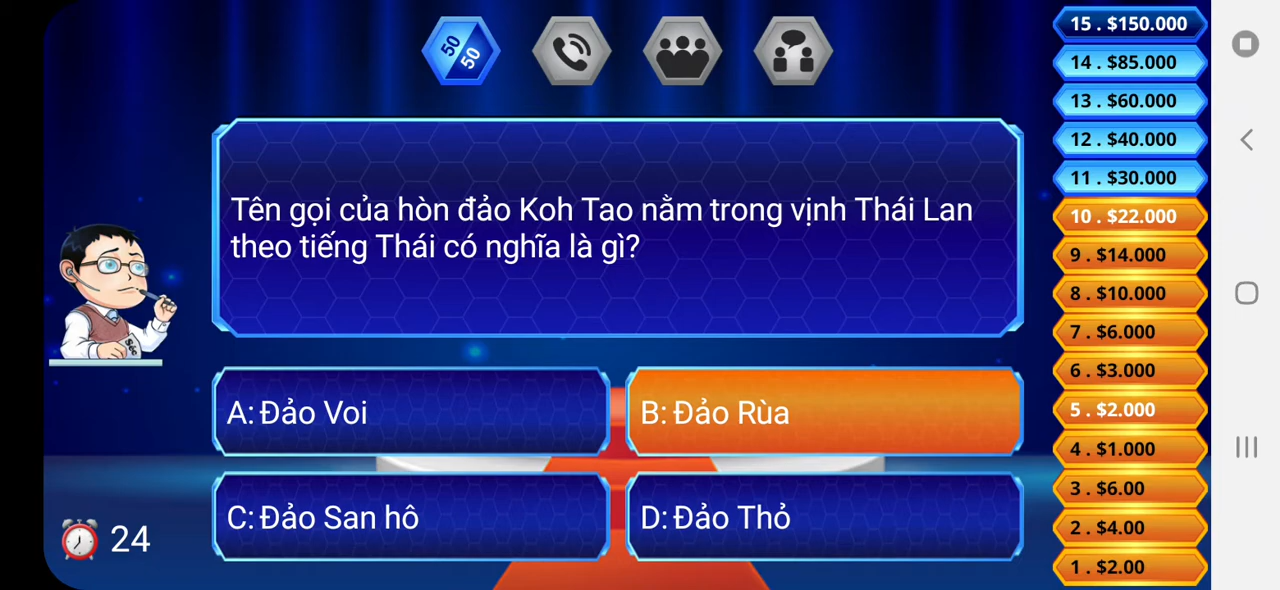 50
50
Tên gọi của hòn đảo Koh Tao nằm trong vịnh Thái Lan
theo tiếng Thái có nghĩa là gì?
A: Đảo Voi
B: Đảo Rùa
C: Đảo San hô
D: Đảo Thỏ
24
15 . $150.000
14 . $85.000
13 . $60.000
12 . $40.000
11 . $30.000
10 . $22.000
9 . $14.000
8 . $10.000
7 . $6.000
6 . $3.000
5 . $2.000
4 . $1.000
3 . $6.00
2 . $4.00
1 . $2.00